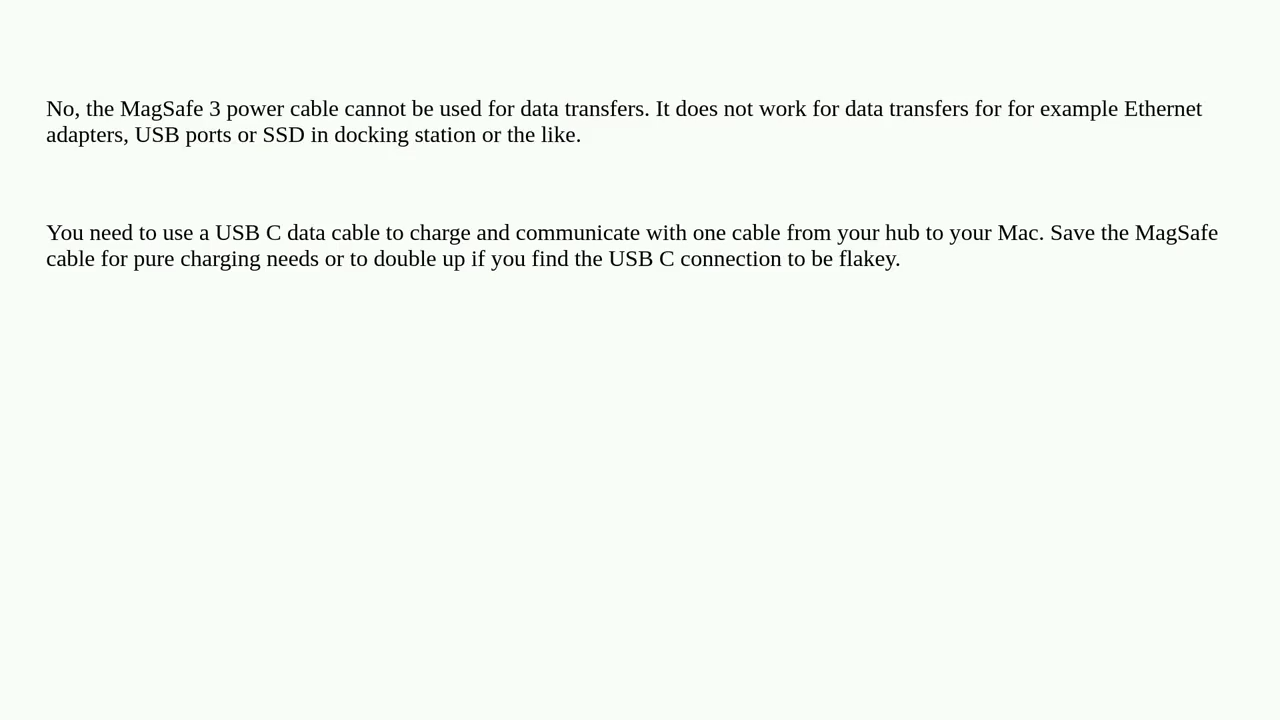 No, the MagSafe 3 power cable cannot be used for data transfers. It does not work for data transfers for for example Ethernet
adapters, USB ports or SSD in docking station or the like.
You need to use a USB C data cable to charge and communicate with one cable from your hub to your Mac. Save the MagSafe
cable for pure charging needs or to double up if you find the USB C connection to be flakey.